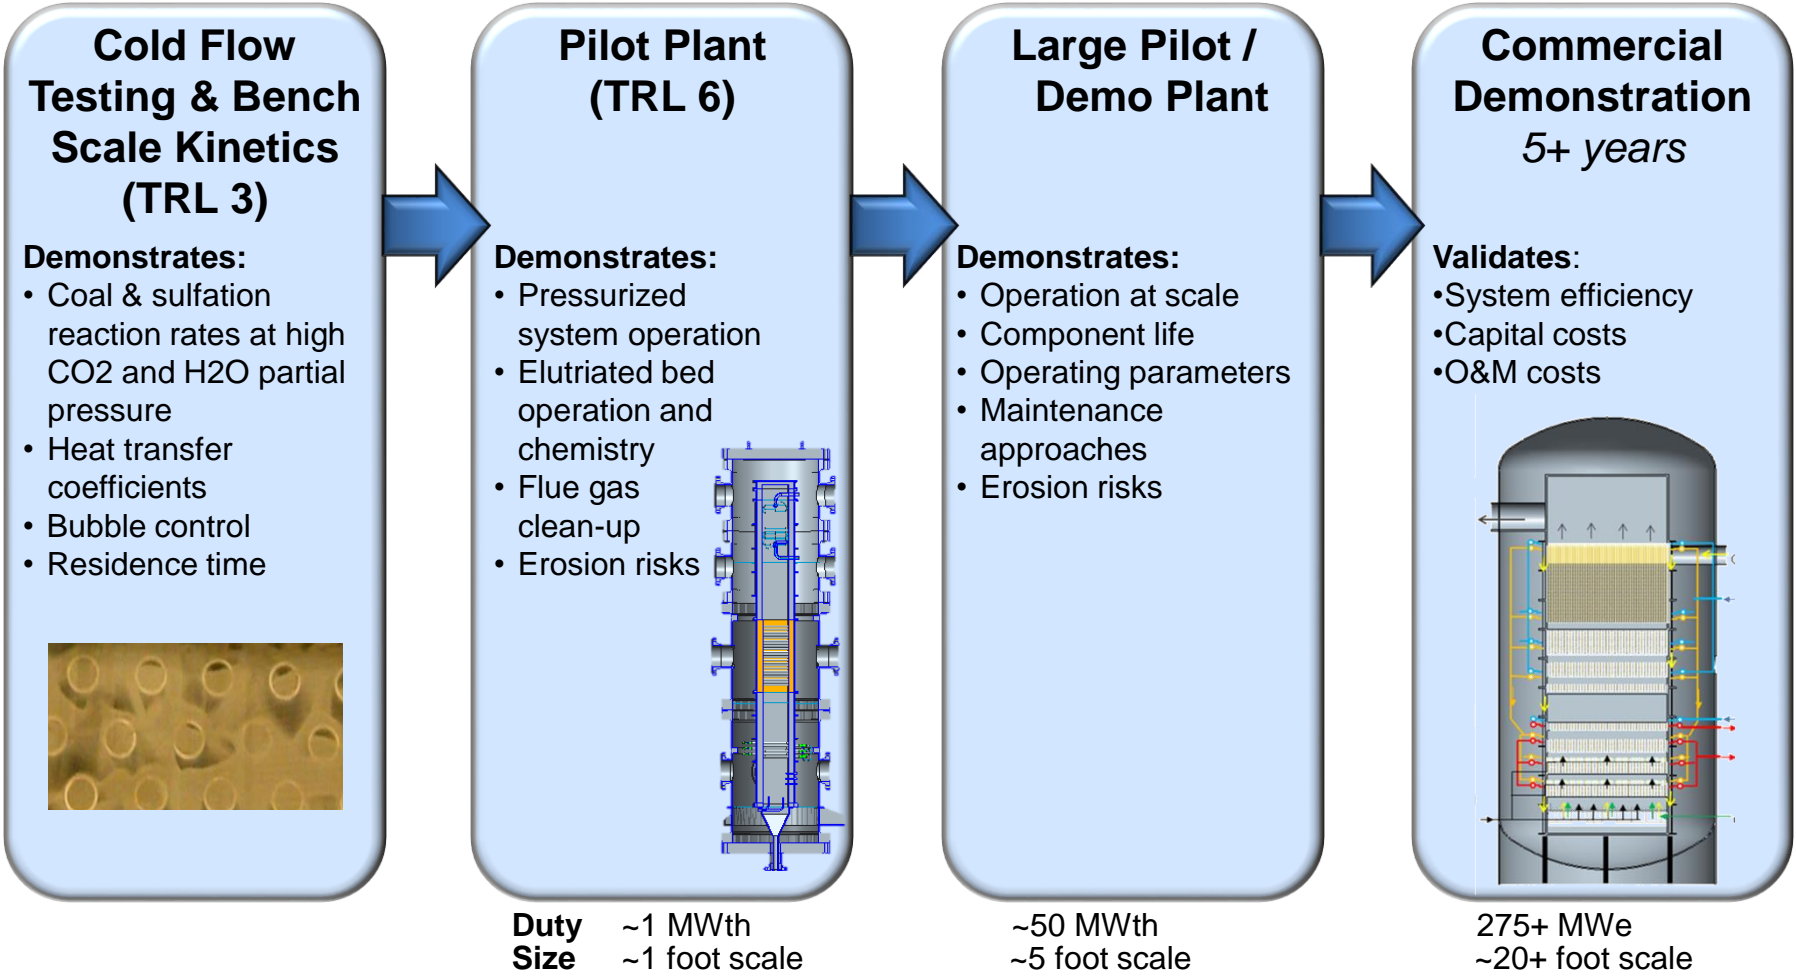 Cold Flow
Testing & Bench
Scale Kinetics
(TRL 3)
Demonstrates:
• Coal & sulfation
reaction rates at high
CO2 and H2O partial
pressure
• Heat transfer
coefficients
• Bubble control
• Residence time
Pilot Plant
(TRL 6)
Demonstrates:
• Pressurized
system operation
• Elutriated bed
operation and
chemistry
• Flue gas
clean-up
• Erosion risks
Large Pilot /
Demo Plant
Demonstrates:
• Operation at scale
• Component life
• Operating parameters
• Maintenance
approaches
• Erosion risks
Commercial
Demonstration
5+ years
Validates:
•System efficiency
•Capital costs
•O&M costs
Duty ~1 MWth ~50 MWth 275+ MWe
Size ~1 foot scale ~5 foot scale ~20+ foot scale